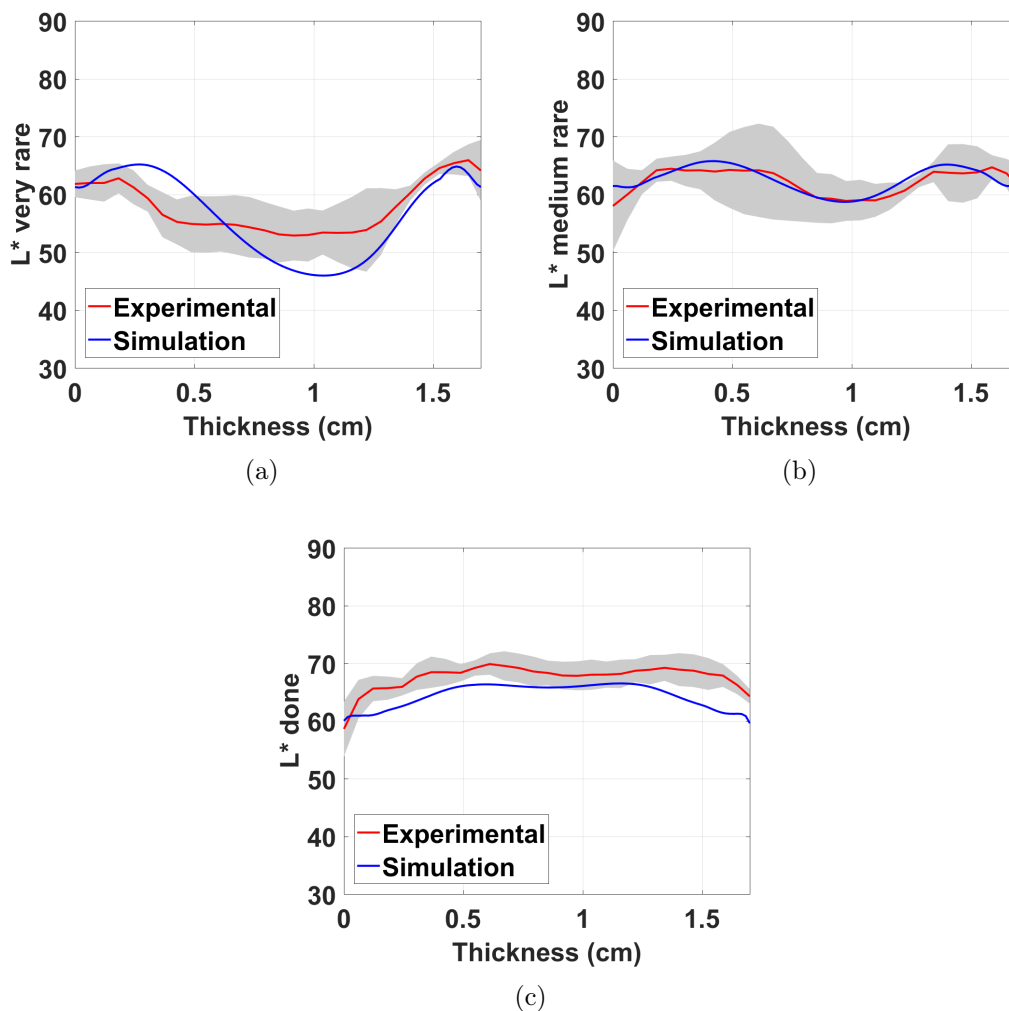 90
80
70
60
50
40
30
L* very rare
Experimental
Simulation
0 0.5 1 1.5
Thickness (cm)
(a)
90
80
70
60
50
40
30
L* medium rare
Experimental
Simulation
0 0.5 1 1.5
Thickness (cm)
(b)
90
80
70
60
50
40
30
L* done
Experimental
Simulation
0 0.5 1 1.5
Thickness (cm)
(c)